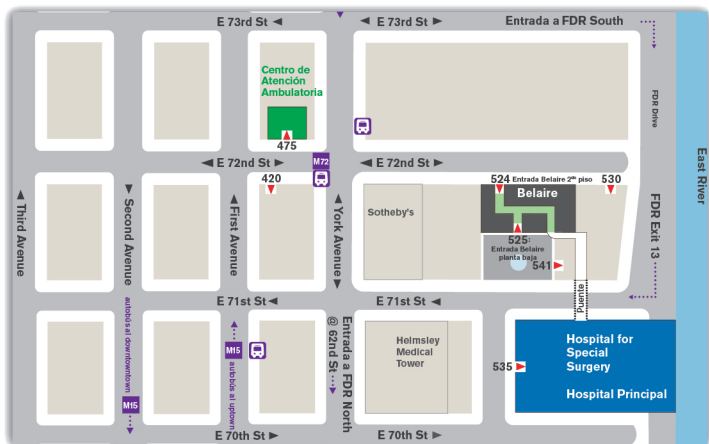 E 73rd St
E 73rd St
Entrada a FDR South
Centro de
Atención
Ambulatoria
475
FDR Drive
East River
M72
E 72nd St
E 72nd St
420
524 Entrada Belaire 2do piso
530
Belaire
Sotheby's
525:
Entrada Belaire
planta baja
541
Third Avenue
Second Avenue
First Avenue
York Avenue
FDR Exit 13
E 71st St
E 71st St
Puente
autobús al downtowntown
M15
autobús al uptown
M15
Entrada a FDR North
@ 62nd St
Helmsley
Medical
Tower
535
Hospital for
Special
Surgery
Hospital Principal
E 70th St
E 70th St